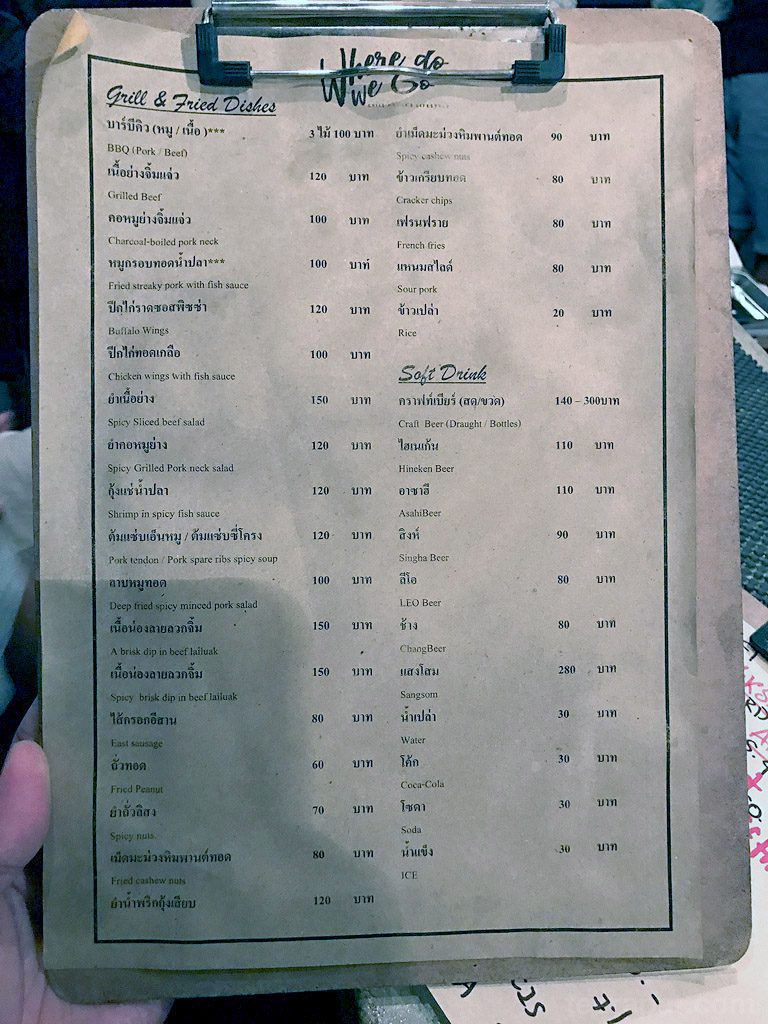 Where do
we Go
Grill & Fried Dishes
บาร์บีคิว (หมู / เนื้อ )*** 3 ไม้ 100 บาท
BBQ (Pork / Beef)
เนื้อย่างจิ้มแจ่ว 120 บาท
Grilled Beef
คอหมูย่างจิ้มแจ่ว 100 บาท
Charcoal-boiled pork neck
หมูกรอบทอดน้ำปลา*** 100 บาท
Fried streaky pork with fish sauce
ปีกไก่ราดซอสพิซซ่า 120 บาท
Buffalo Wings
ปีกไก่ทอดเกลือ 100 บาท
Chicken wings with fish sauce
ยำเนื้อย่าง 150 บาท
Spicy Sliced beef salad
ยำคอหมูย่าง 120 บาท
Spicy Grilled Pork neck salad
กุ้งแช่น้ำปลา 120 บาท
Shrimp in spicy fish sauce
ต้มแซ่บเอ็นหมู / ต้มแซ่บซี่โครง 120 บาท
Pork tendon / Pork spare ribs spicy soup
ลาบหมูทอด 100 บาท
Deep fried spicy minced pork salad
เนื้อน่องลายลวกจิ้ม 150 บาท
A brisk dip in beef lailuak
เนื้อน่องลายลวกจิ้ม 150 บาท
Spicy brisk dip in beef lailuak
ไส้กรอกอีสาน 80 บาท
East sausage
ถั่วทอด 60 บาท
Fried Peanut
ยำถั่วลิสง 70 บาท
Spicy nuts
เม็ดมะม่วงหิมพานต์ทอด 80 บาท
Fried cashew nuts
ยำน้ำพริกกุ้งเสียบ 120 บาท
ยำเม็ดมะม่วงหิมพานต์ทอด 90 บาท
Spicy cashew nuts
ข้าวเกรียบทอด 80 บาท
Cracker chips
เฟรนฟราย 80 บาท
French fries
แหนมสไลด์ 80 บาท
Sour pork
ข้าวเปล่า 20 บาท
Rice
Soft Drink
คราฟท์เบียร์ (สด/ขวด) 140 – 300บาท
Craft Beer (Draught / Bottles)
ไฮเนเก้น 110 บาท
Hineken Beer
อาซาฮี 110 บาท
AsahiBeer
สิงห์ 90 บาท
Singha Beer
ลีโอ 80 บาท
LEO Beer
ช้าง 80 บาท
ChangBeer
แสงโสม 280 บาท
Sangsom
น้ำเปล่า 30 บาท
Water
โค้ก 30 บาท
Coca-Cola
โซดา 30 บาท
Soda
น้ำแข็ง 30 บาท
ICE